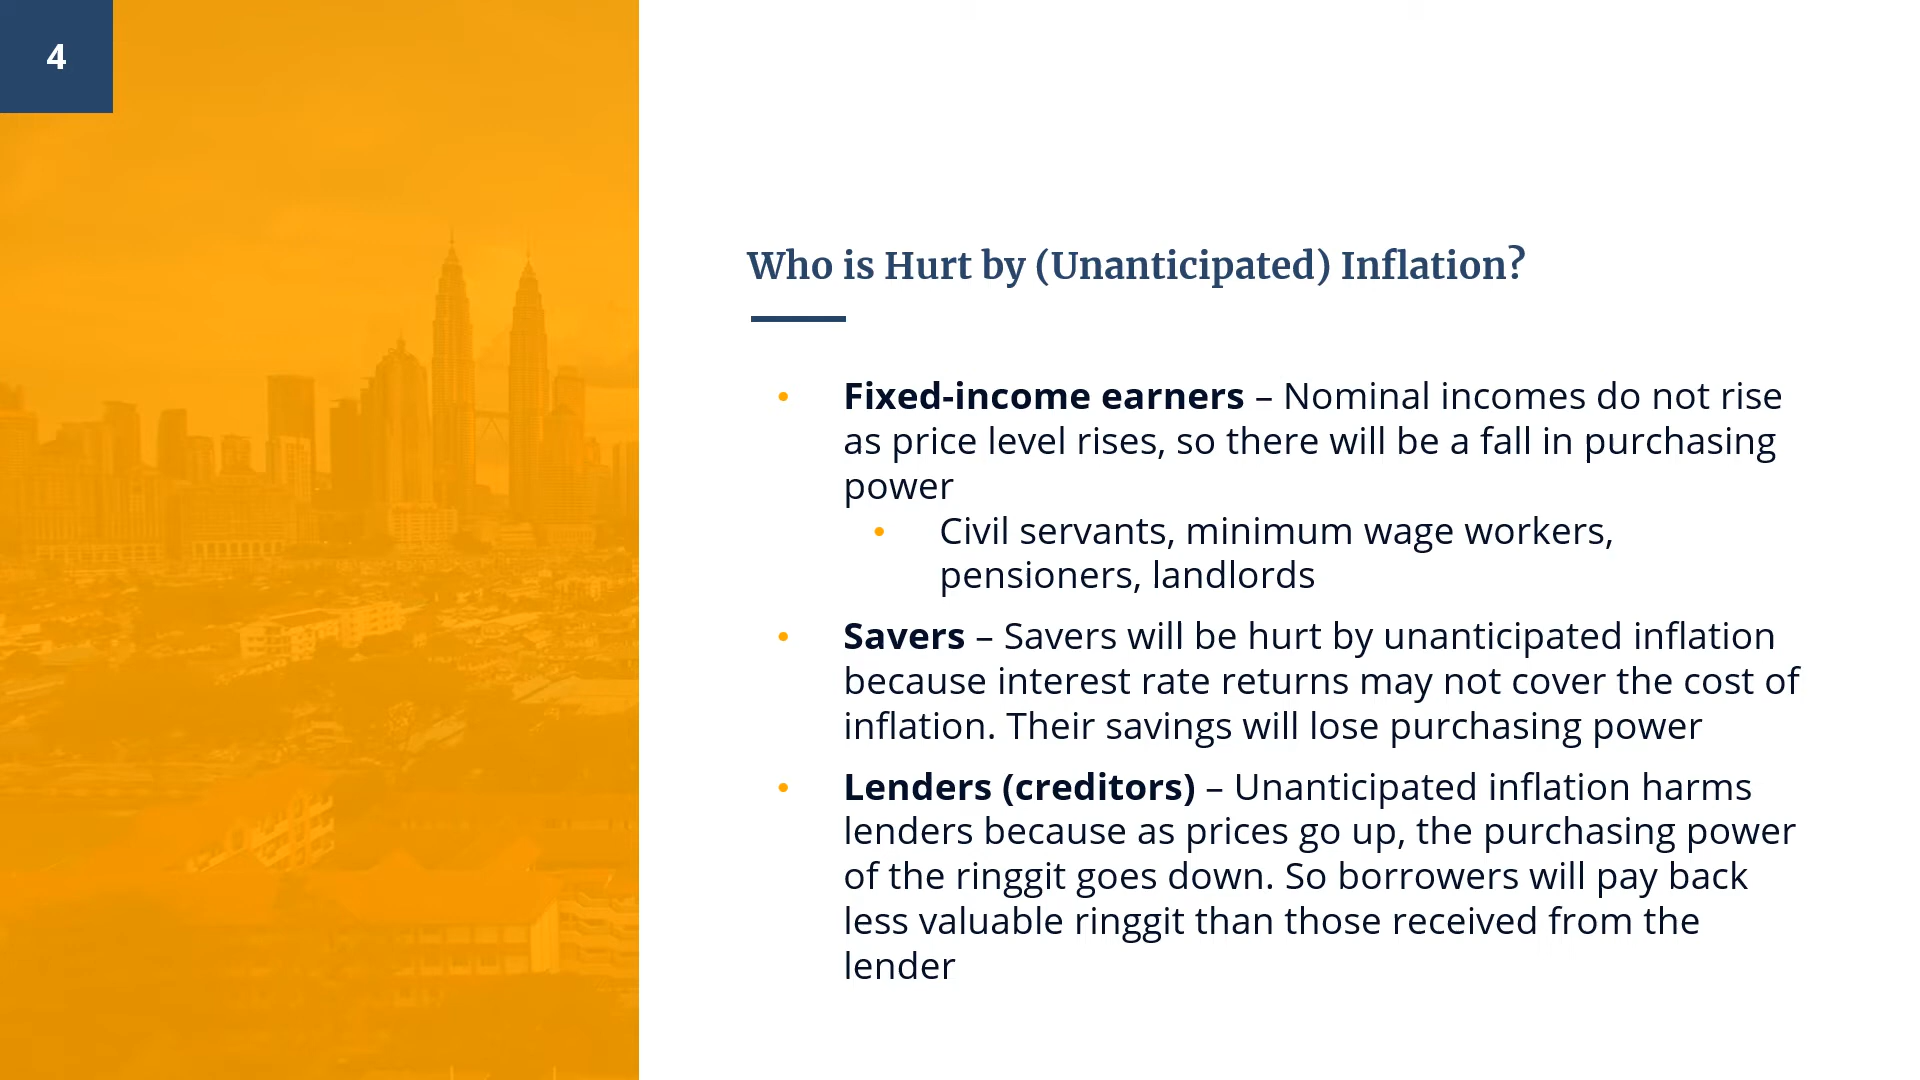 4
Who is Hurt by (Unanticipated) Inflation?
• Fixed-income earners – Nominal incomes do not rise
as price level rises, so there will be a fall in purchasing
power
• Civil servants, minimum wage workers,
pensioners, landlords
• Savers – Savers will be hurt by unanticipated inflation
because interest rate returns may not cover the cost of
inflation. Their savings will lose purchasing power
• Lenders (creditors) – Unanticipated inflation harms
lenders because as prices go up, the purchasing power
of the ringgit goes down. So borrowers will pay back
less valuable ringgit than those received from the
lender